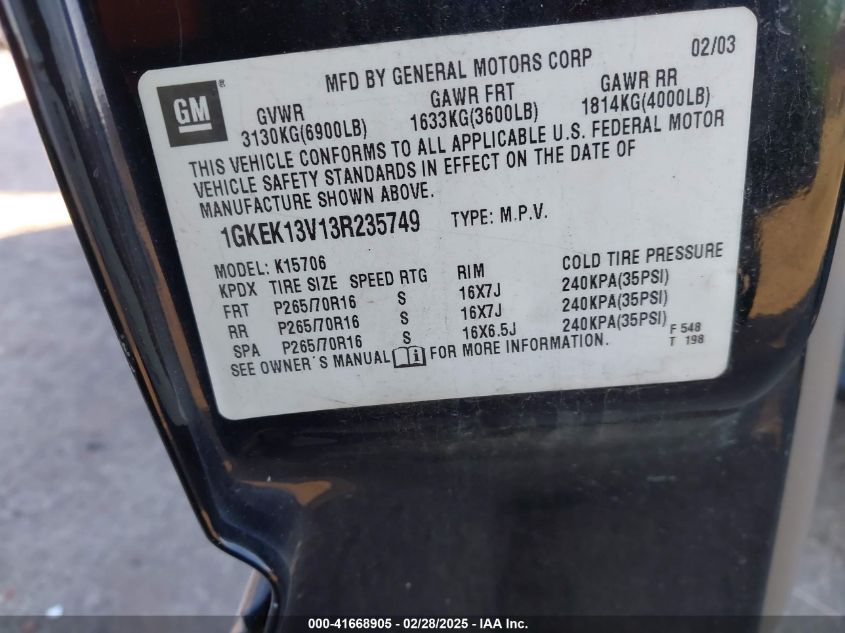 MFD BY GENERAL MOTORS CORP 02/03
GM®
GVWR GAWR FRT GAWR RR
3130KG(6900LB) 1633KG(3600LB) 1814KG(4000LB)
THIS VEHICLE CONFORMS TO ALL APPLICABLE U.S. FEDERAL MOTOR
VEHICLE SAFETY STANDARDS IN EFFECT ON THE DATE OF
MANUFACTURE SHOWN ABOVE.
1GKEK13V13R235749 TYPE: M.P.V.
MODEL: K15706
KPDX TIRE SIZE SPEED RTG RIM COLD TIRE PRESSURE
FRT P265/70R16 S 16X7J 240KPA(35PSI)
RR P265/70R16 S 16X7J 240KPA(35PSI)
SPA P265/70R16 S 16X6.5J 240KPA(35PSI)
SEE OWNER'S MANUAL FOR MORE INFORMATION.
F 548
T 198
000-41668905 - 02/28/2025 - IAA Inc.